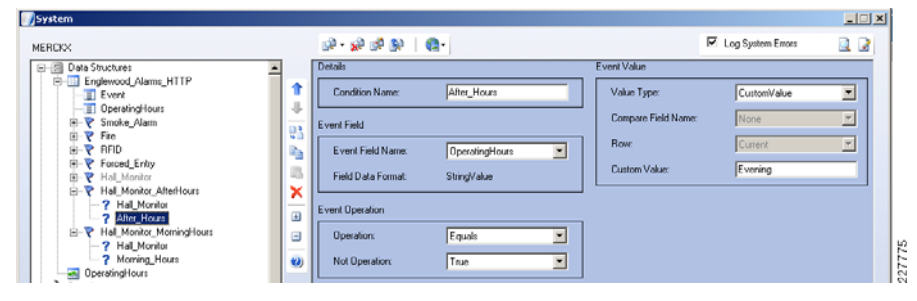 System
MERCKX
Log System Errors
Data Structures
Englewood_Alarms_HTTP
Event
OperatingHours
Smoke_Alarm
Fire
RFID
Forced_Entry
Hall_Monitor
Hall_Monitor_AfterHours
Hall_Monitor
After_Hours
Hall_Monitor_MorningHours
Hall_Monitor
Morning_Hours
OperatingHours
Details
Condition Name: After_Hours
Event Field
Event Field Name: OperatingHours
Field Data Format: StringValue
Event Operation
Operation: Equals
Not Operation: True
Event Value
Value Type: CustomValue
Compare Field Name: None
Row: Current
Custom Value: Evening
227775